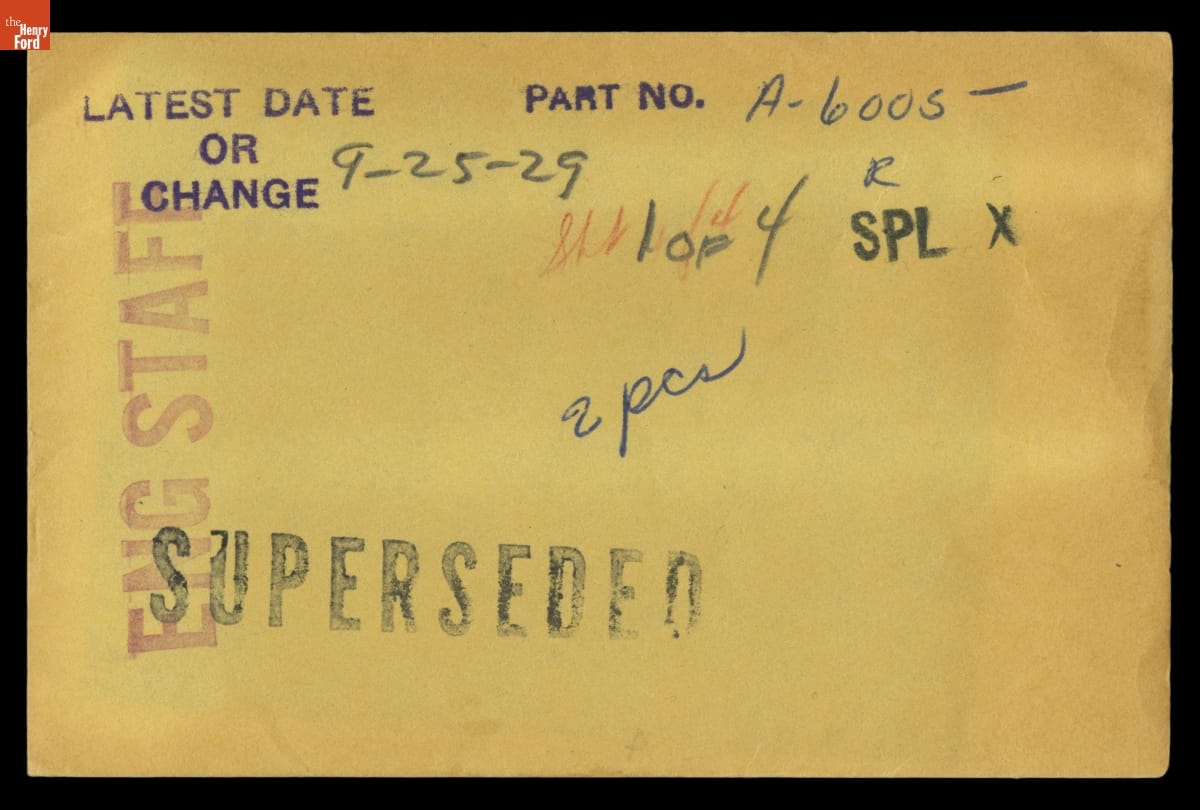 the
Henry
Ford
LATEST DATE
OR
CHANGE 9-25-29
PART NO. A-6005 -
R
1 OF 4
SPL X
2 pcs
ENG STAFF
SUPERSEDED